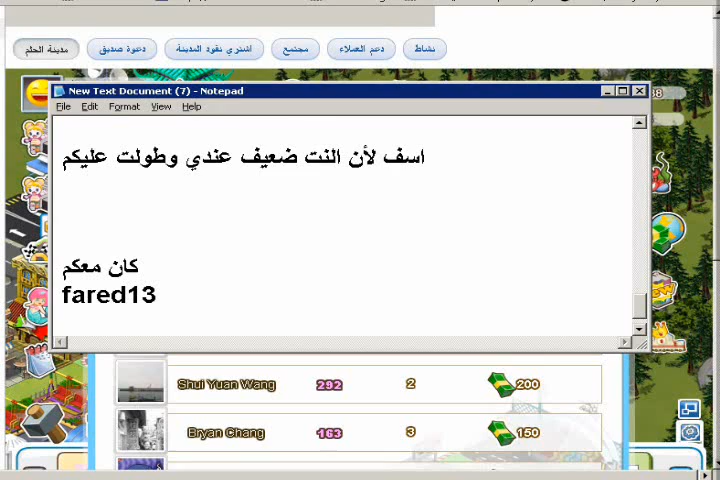 مدينة الحلم
دعوة صديق
اشتري نقود المدينة
مجتمع
دعم العملاء
نشاط
New Text Document (7) - Notepad
File Edit Format View Help
اسف لأن النت ضعيف عندي وطولت عليكم
كان معكم
fared13
Shui Yuan Wang 292 2 200
Bryan Chang 163 3 150